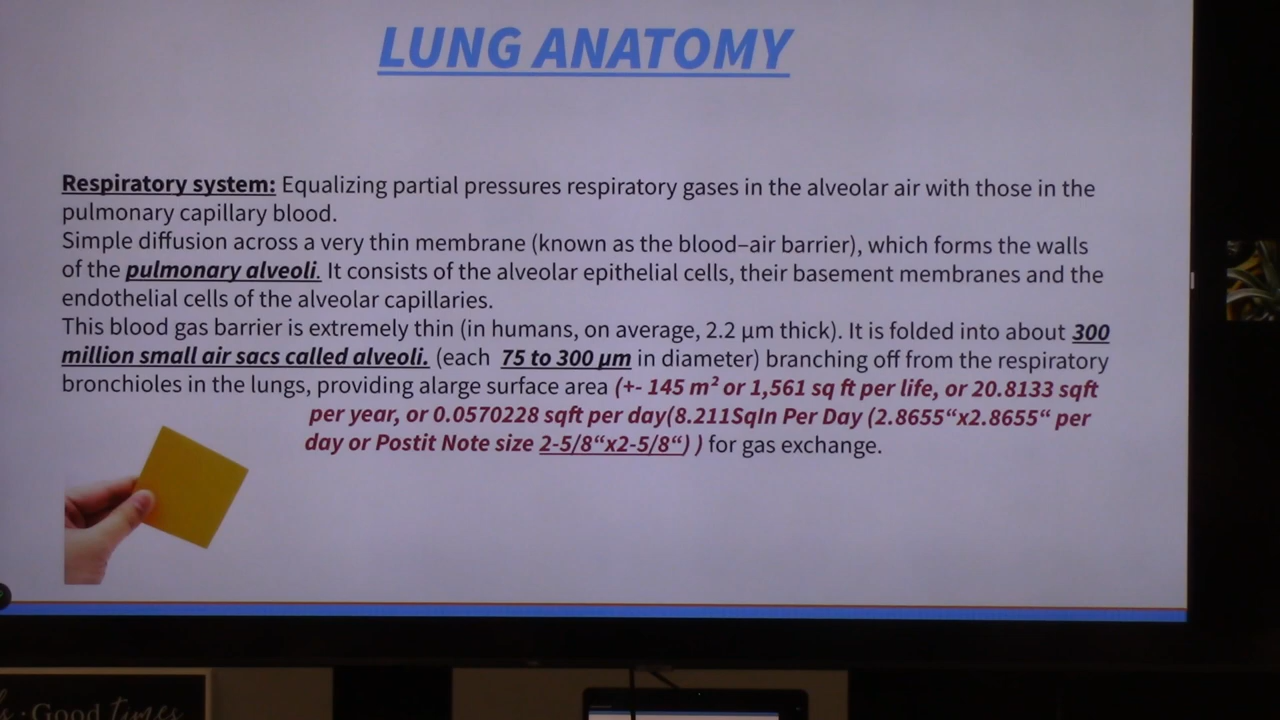 LUNG ANATOMY
Respiratory system: Equalizing partial pressures respiratory gases in the alveolar air with those in the
pulmonary capillary blood.
Simple diffusion across a very thin membrane (known as the blood–air barrier), which forms the walls
of the pulmonary alveoli. It consists of the alveolar epithelial cells, their basement membranes and the
endothelial cells of the alveolar capillaries.
This blood gas barrier is extremely thin (in humans, on average, 2.2 μm thick). It is folded into about 300
million small air sacs called alveoli. (each 75 to 300 μm in diameter) branching off from the respiratory
bronchioles in the lungs, providing alarge surface area (+- 145 m² or 1,561 sq ft per life, or 20.8133 sqft
per year, or 0.0570228 sqft per day(8.211SqIn Per Day (2.8655“x2.8655“ per
day or Postit Note size 2-5/8“x2-5/8“) ) for gas exchange.
Good times